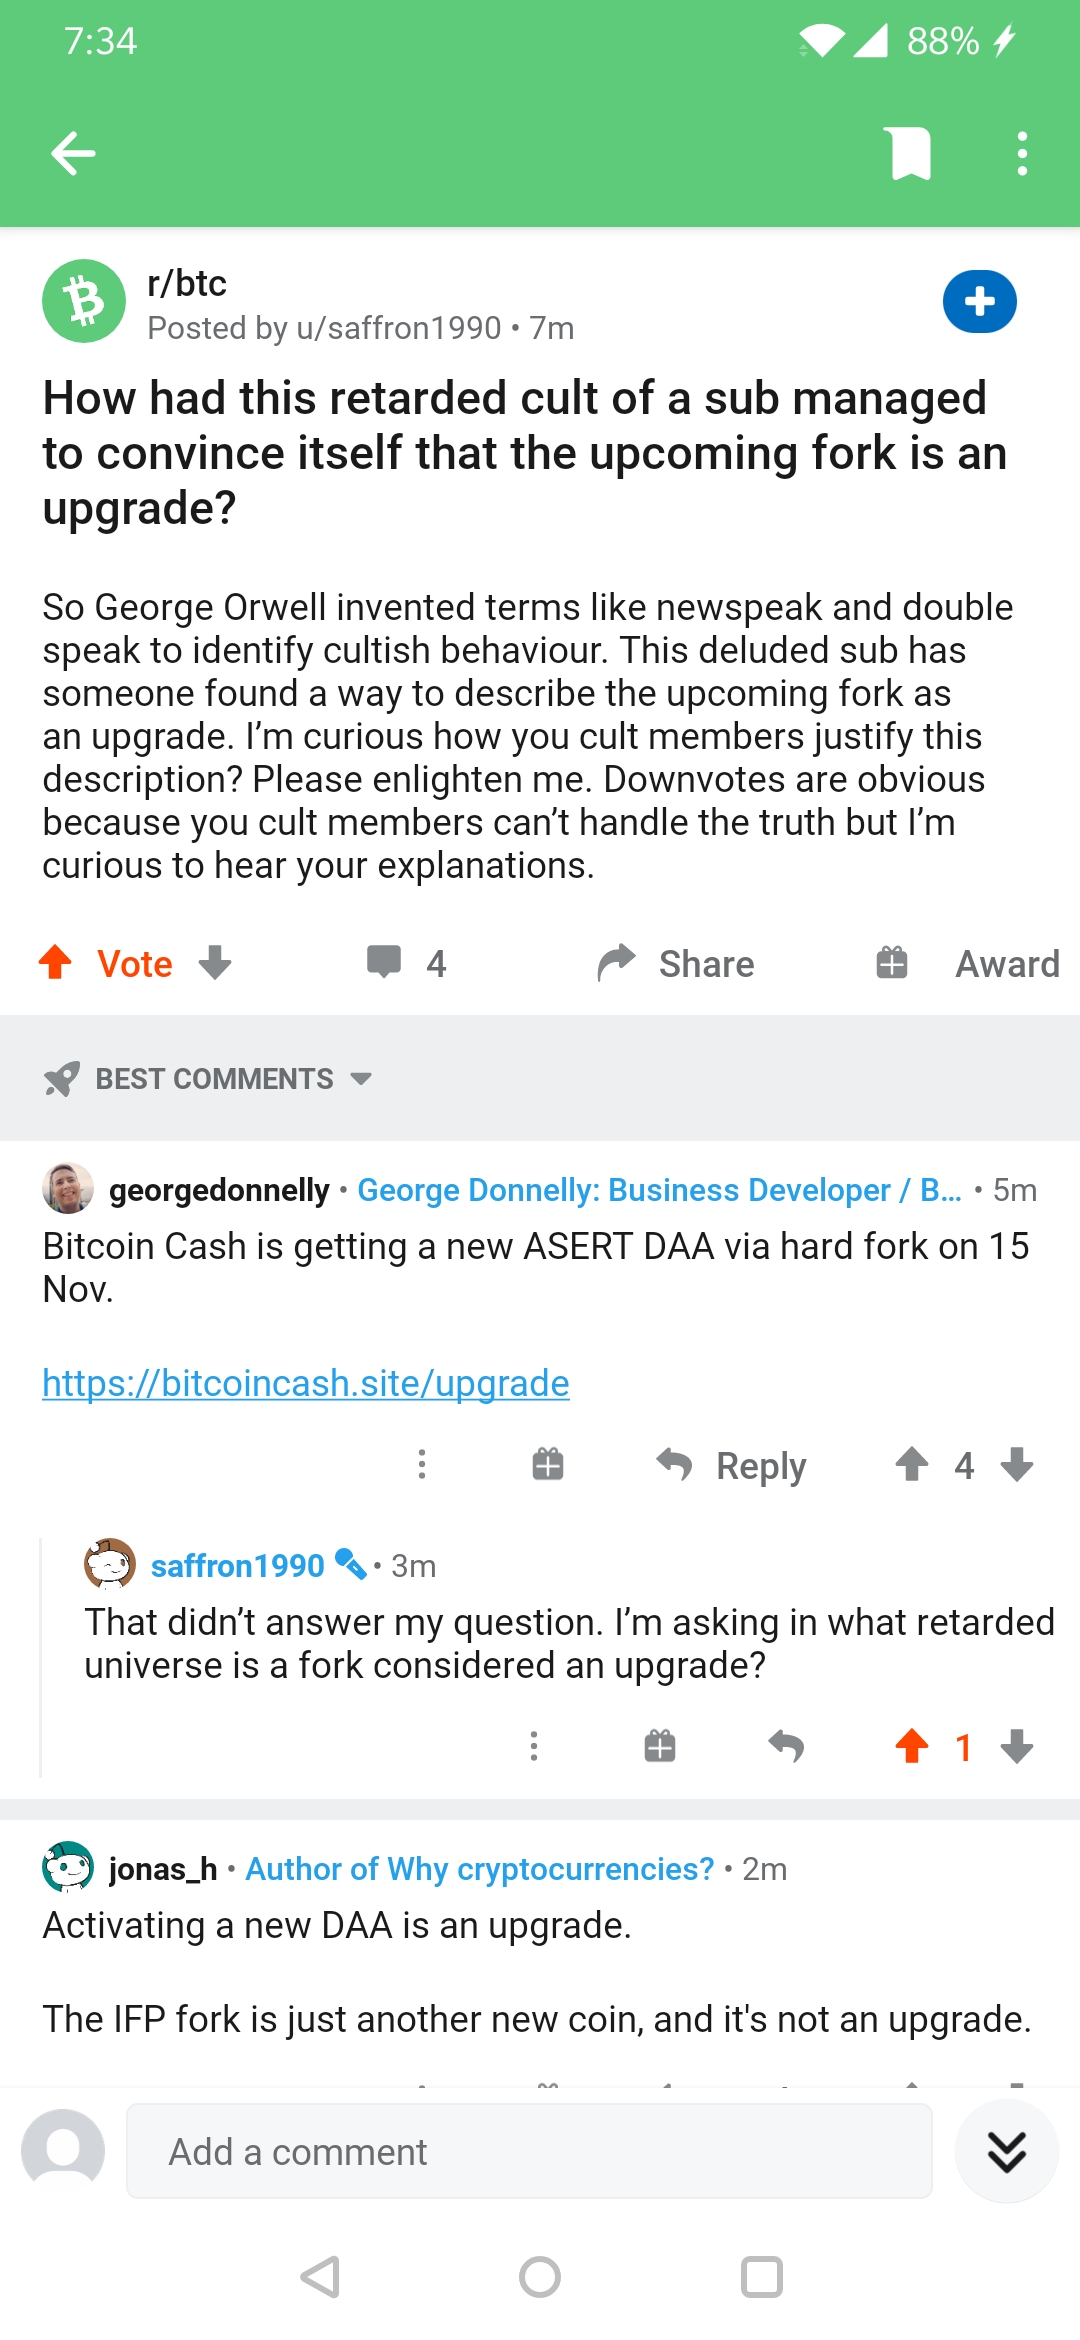 7:34
88%
r/btc
Posted by u/saffron1990 • 7m
How had this retarded cult of a sub managed
to convince itself that the upcoming fork is an
upgrade?
So George Orwell invented terms like newspeak and double
speak to identify cultish behaviour. This deluded sub has
someone found a way to describe the upcoming fork as
an upgrade. I’m curious how you cult members justify this
description? Please enlighten me. Downvotes are obvious
because you cult members can’t handle the truth but I’m
curious to hear your explanations.
Vote 4 Share Award
BEST COMMENTS
georgedonnelly • George Donnelly: Business Developer / B... • 5m
Bitcoin Cash is getting a new ASERT DAA via hard fork on 15
Nov.
https://bitcoincash.site/upgrade
Reply 4
saffron1990 • 3m
That didn’t answer my question. I’m asking in what retarded
universe is a fork considered an upgrade?
1
jonas_h • Author of Why cryptocurrencies? • 2m
Activating a new DAA is an upgrade.
The IFP fork is just another new coin, and it's not an upgrade.
Add a comment